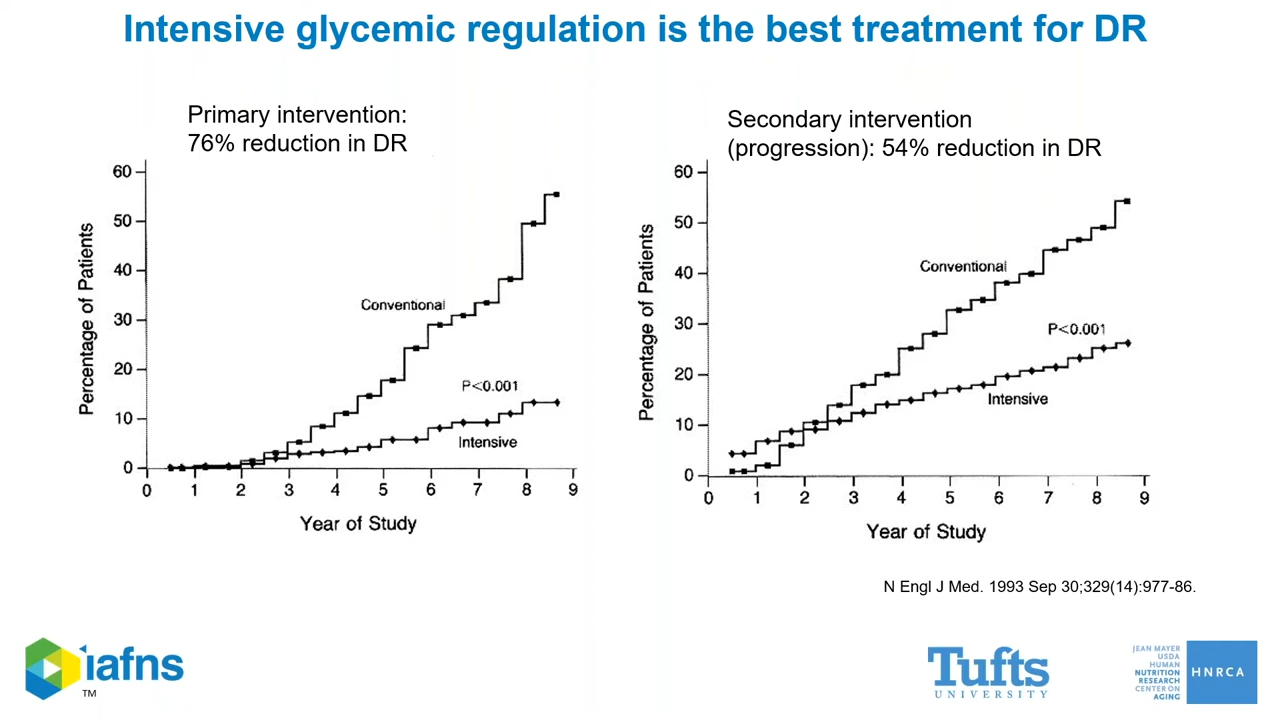 Intensive glycemic regulation is the best treatment for DR
Primary intervention:
76% reduction in DR
60
50
40
30
20
10
0
Percentage of Patients
Conventional
P<0.001
Intensive
0 1 2 3 4 5 6 7 8 9
Year of Study
Secondary intervention
(progression): 54% reduction in DR
60
50
40
30
20
10
0
Percentage of Patients
Conventional
P<0.001
Intensive
0 1 2 3 4 5 6 7 8 9
Year of Study
N Engl J Med. 1993 Sep 30;329(14):977-86.
iafns
TM
Tufts
UNIVERSITY
JEAN MAYER
USDA
HUMAN
NUTRITION
RESEARCH
CENTER ON
AGING
HNRCA